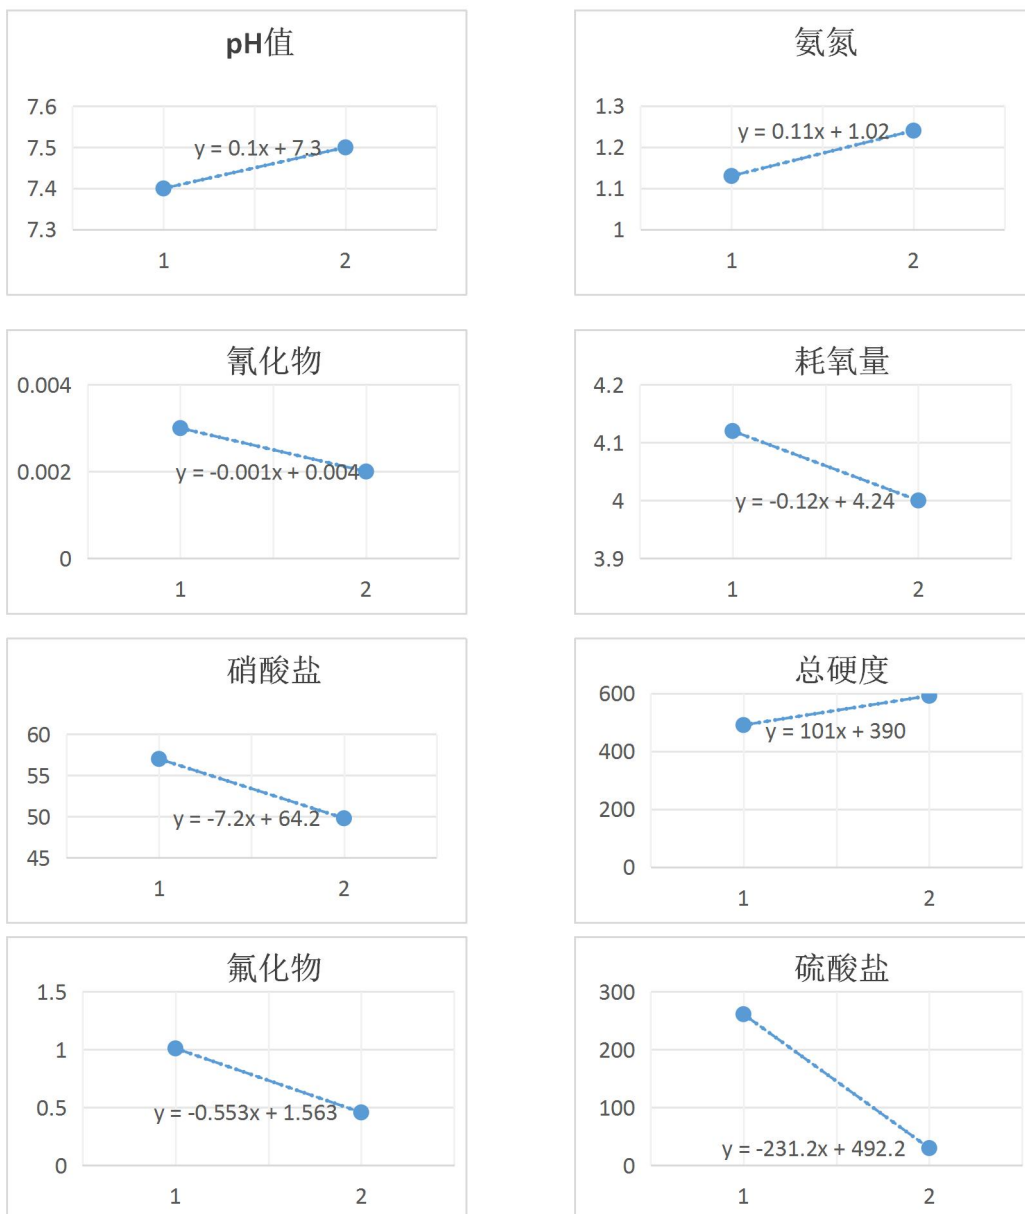 pH值
7.6
7.5
7.4
7.3
y = 0.1x + 7.3
1 2
氨氮
1.3
1.2
1.1
1
y = 0.11x + 1.02
1 2
氰化物
0.004
0.002
0
y = -0.001x + 0.004
1 2
耗氧量
4.2
4.1
4
3.9
y = -0.12x + 4.24
1 2
硝酸盐
60
55
50
45
y = -7.2x + 64.2
1 2
总硬度
600
400
200
0
y = 101x + 390
1 2
氟化物
1.5
1
0.5
0
y = -0.553x + 1.563
1 2
硫酸盐
300
200
100
0
y = -231.2x + 492.2
1 2